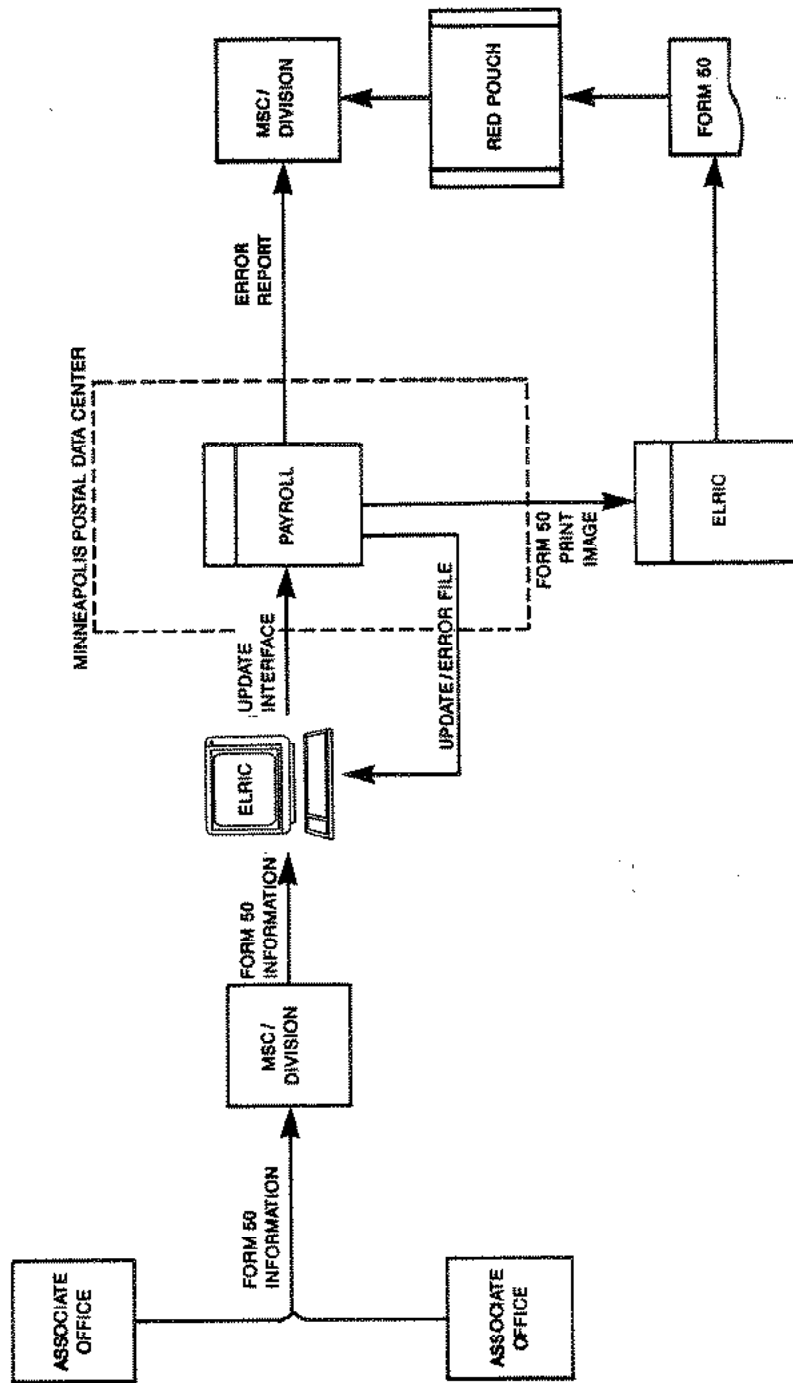 ASSOCIATE
OFFICE
ASSOCIATE
OFFICE
FORM 50
INFORMATION
MSC/
DIVISION
FORM 50
INFORMATION
ELRIC
UPDATE
INTERFACE
UPDATE/ERROR FILE
MINNEAPOLIS POSTAL DATA CENTER
PAYROLL
FORM 50
PRINT
IMAGE
ERROR
REPORT
ELRIC
MSC/
DIVISION
RED POUCH
FORM 50